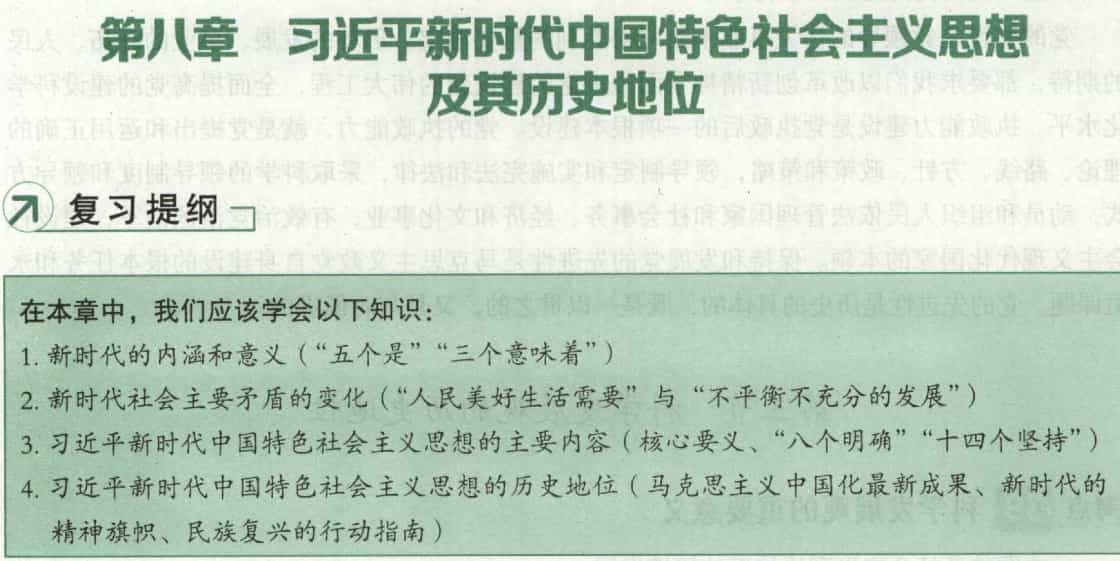 第八章 习近平新时代中国特色社会主义思想
及其历史地位
复习提纲
在本章中，我们应该学会以下知识：
1. 新时代的内涵和意义（“五个是”“三个意味着”）
2. 新时代社会主要矛盾的变化（“人民美好生活需要”与 “不平衡不充分的发展”）
3. 习近平新时代中国特色社会主义思想的主要内容（核心要义、“八个明确”“十四个坚持”）
4. 习近平新时代中国特色社会主义思想的历史地位（马克思主义中国化最新成果、新时代的
精神旗帜、民族复兴的行动指南）